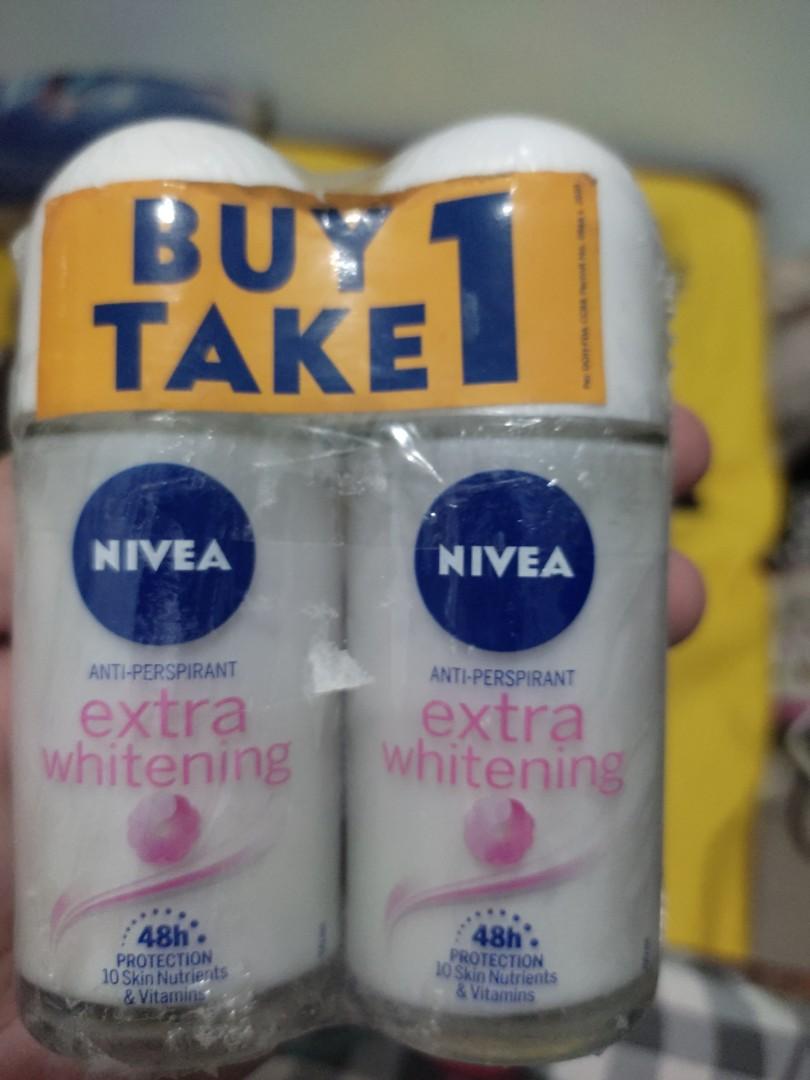 BUY 1
TAKE
NIVEA
ANTI-PERSPIRANT
extra
whitening
48h
PROTECTION
10 Skin Nutrients
& Vitamins
NIVEA
ANTI-PERSPIRANT
extra
whitening
48h
PROTECTION
10 Skin Nutrients
& Vitamins